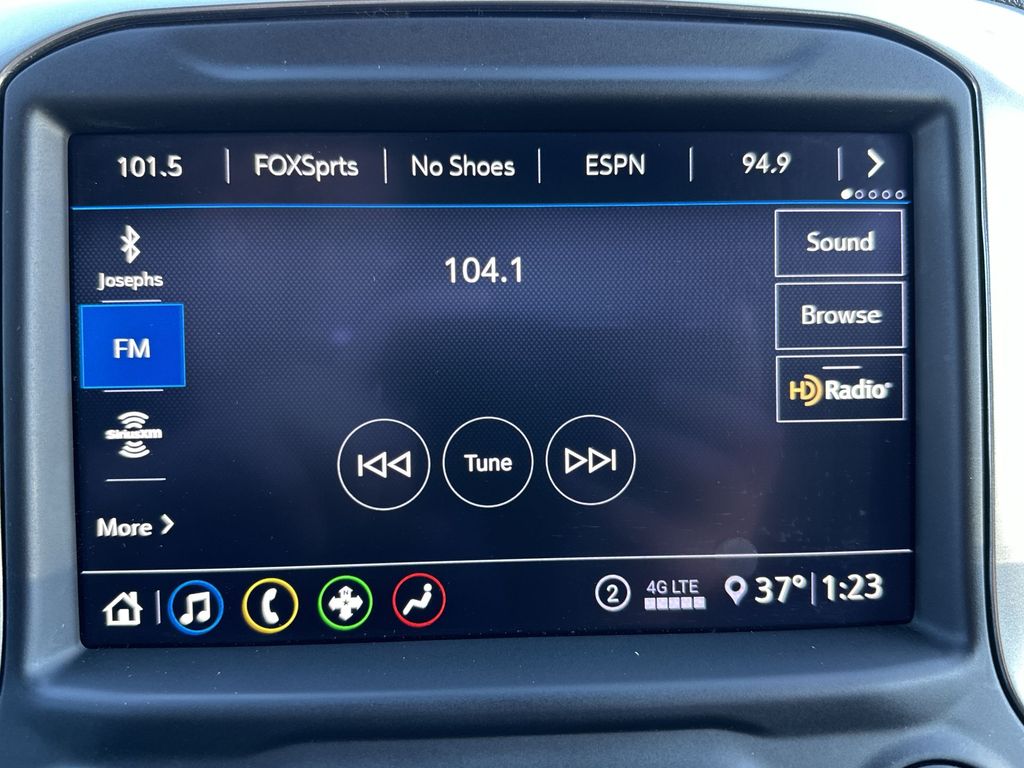 101.5 FOXSprts No Shoes ESPN 94.9
Josephs
104.1
Sound
FM
Browse
HD Radio
siriusxm
Tune
More
2 4G LTE 37° 1:23